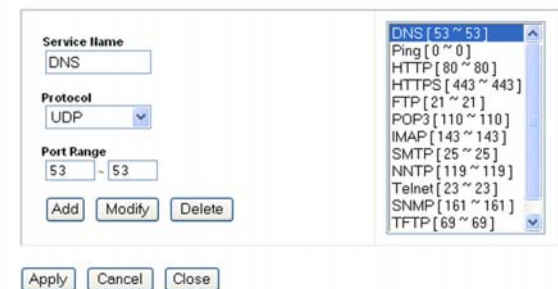 Service Name
DNS
Protocol
UDP
Port Range
53 ~ 53
Add Modify Delete
DNS [ 53 ~ 53 ]
Ping [ 0 ~ 0 ]
HTTP [ 80 ~ 80 ]
HTTPS [ 443 ~ 443 ]
FTP [ 21 ~ 21 ]
POP3 [ 110 ~ 110 ]
IMAP [ 143 ~ 143 ]
SMTP [ 25 ~ 25 ]
NNTP [ 119 ~ 119 ]
Telnet [ 23 ~ 23 ]
SNMP [ 161 ~ 161 ]
TFTP [ 69 ~ 69 ]
Apply Cancel Close